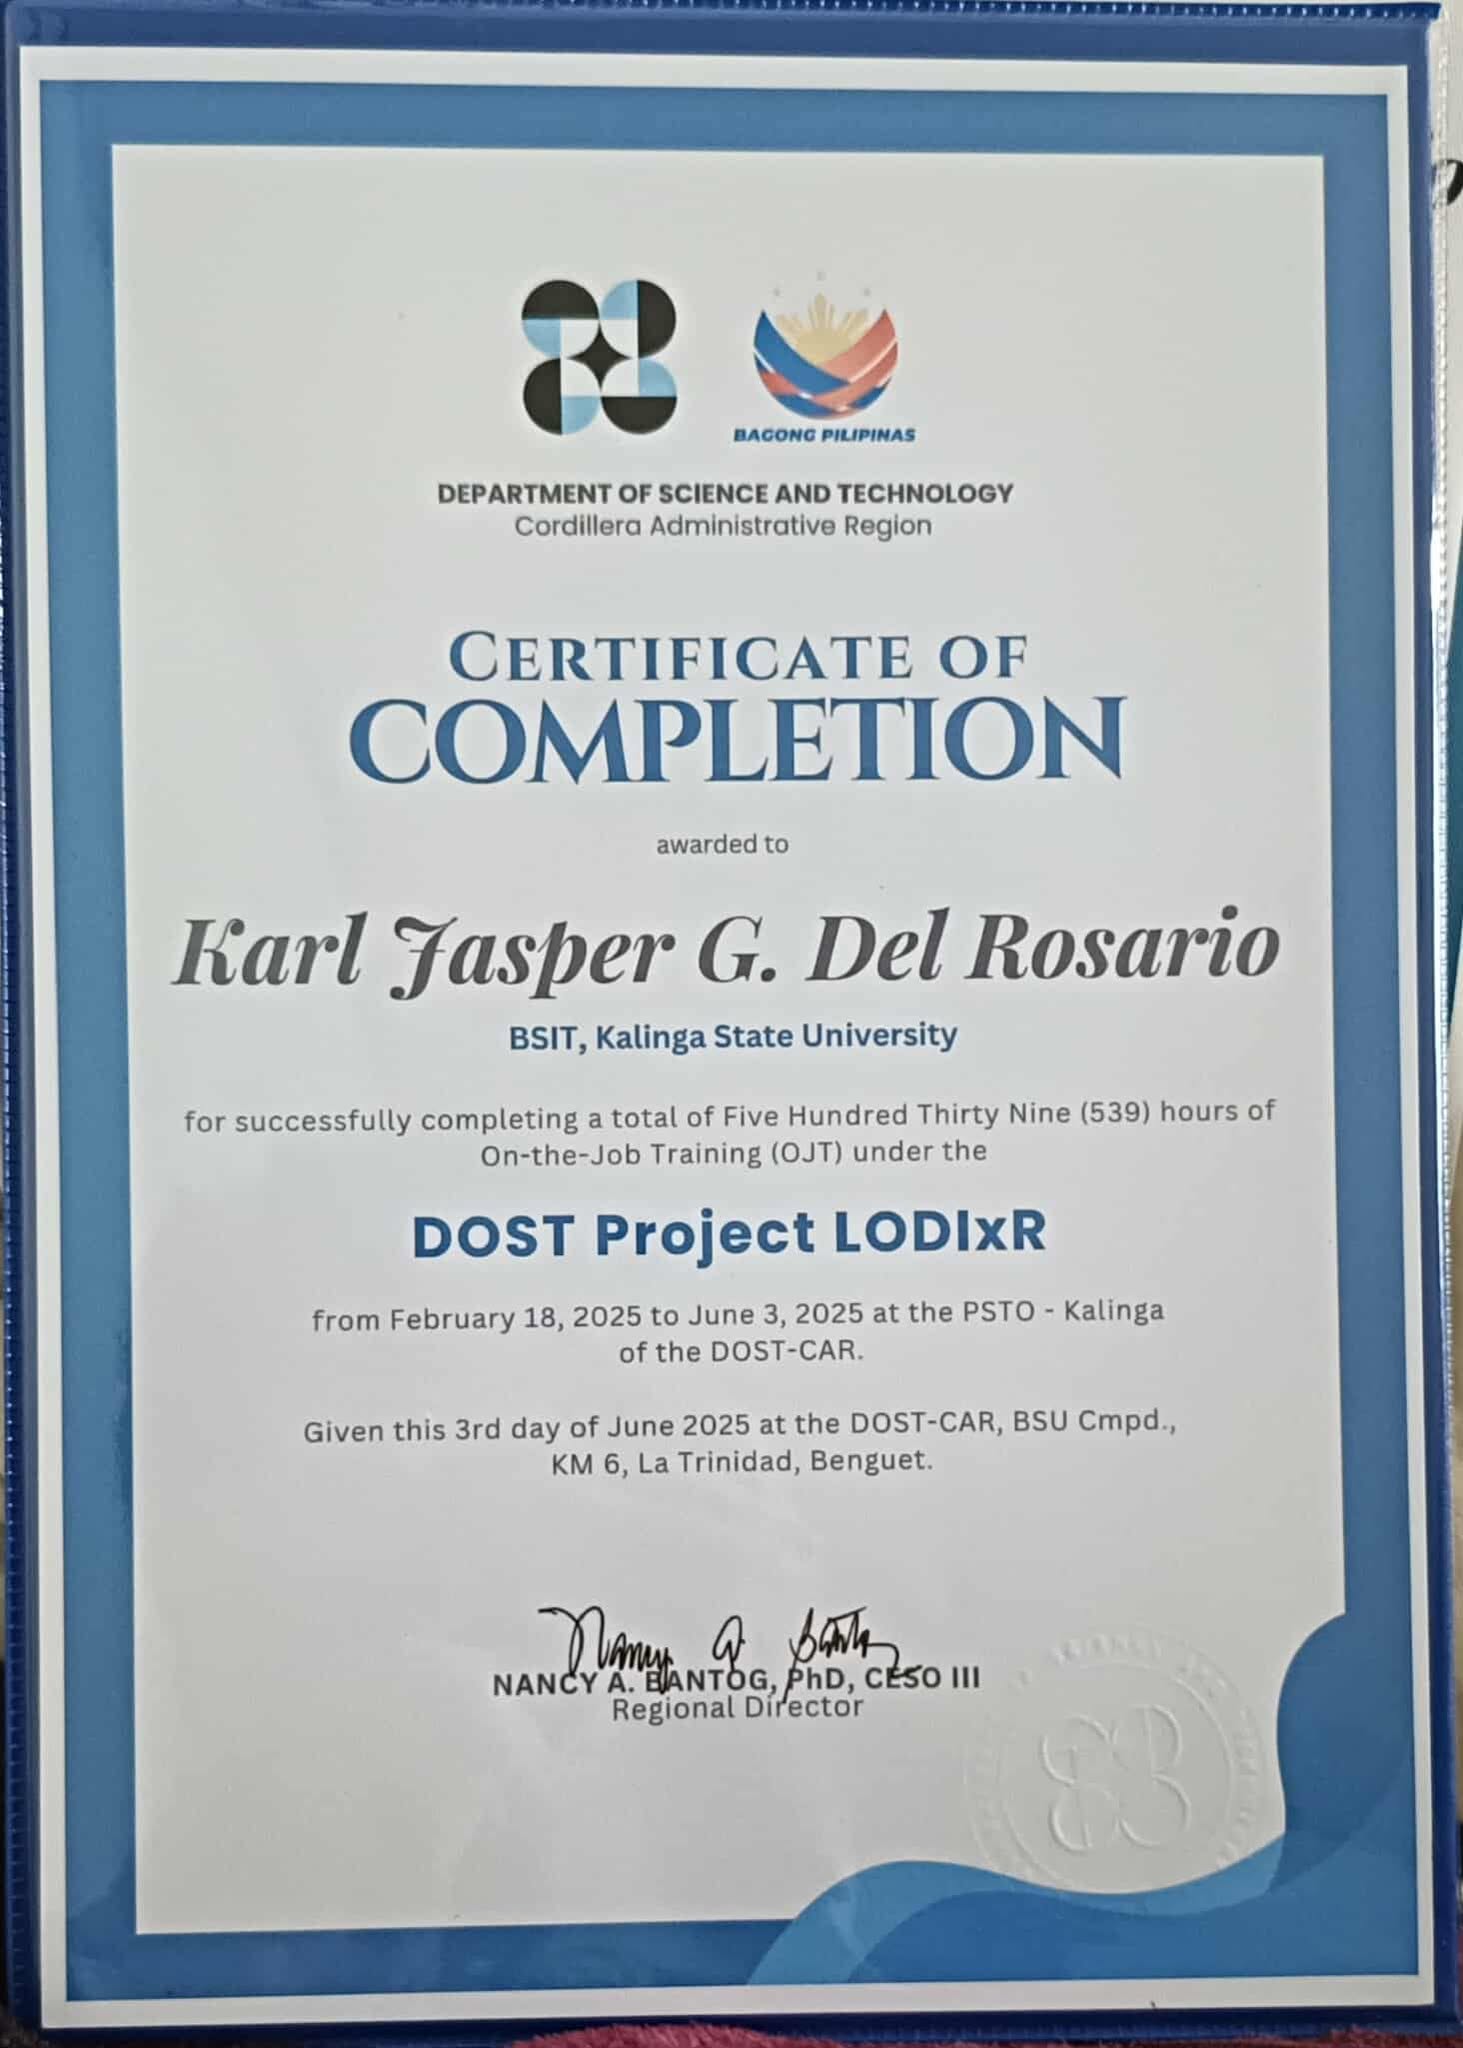 BAGONG PILIPINAS
DEPARTMENT OF SCIENCE AND TECHNOLOGY
Cordillera Administrative Region
CERTIFICATE OF
COMPLETION
awarded to
Karl Jasper G. Del Rosario
BSIT, Kalinga State University
for successfully completing a total of Five Hundred Thirty Nine (539) hours of
On-the-Job Training (OJT) under the
DOST Project LODIxR
from February 18, 2025 to June 3, 2025 at the PSTO - Kalinga
of the DOST-CAR.
Given this 3rd day of June 2025 at the DOST-CAR, BSU Cmpd.,
KM 6, La Trinidad, Benguet.
NANCY A. BANTOG, PhD, CESO III
Regional Director